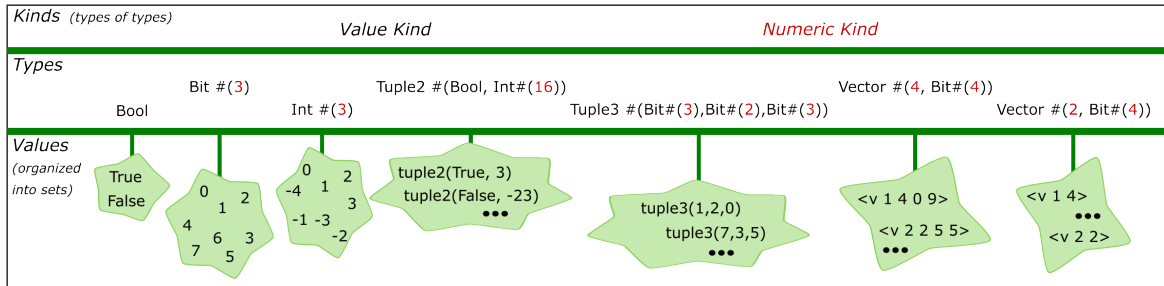 Kinds (types of types)
Value Kind
Numeric Kind
Types
Bool
Bit #(3)
Int #(3)
Tuple2 #(Bool, Int#(16))
Tuple3 #(Bit#(3),Bit#(2),Bit#(3))
Vector #(4, Bit#(4))
Vector #(2, Bit#(4))
Values
(organized
into sets)
True
False
0
2
1
4
6
3
7
5
0
2
-4
1
3
-1
-3
-2
tuple2(True, 3)
tuple2(False, -23)
•••
tuple3(1,2,0)
tuple3(7,3,5)
•••
<v 1 4 0 9>
<v 2 2 5 5>
•••
<v 1 4>
•••
<v 2 2>